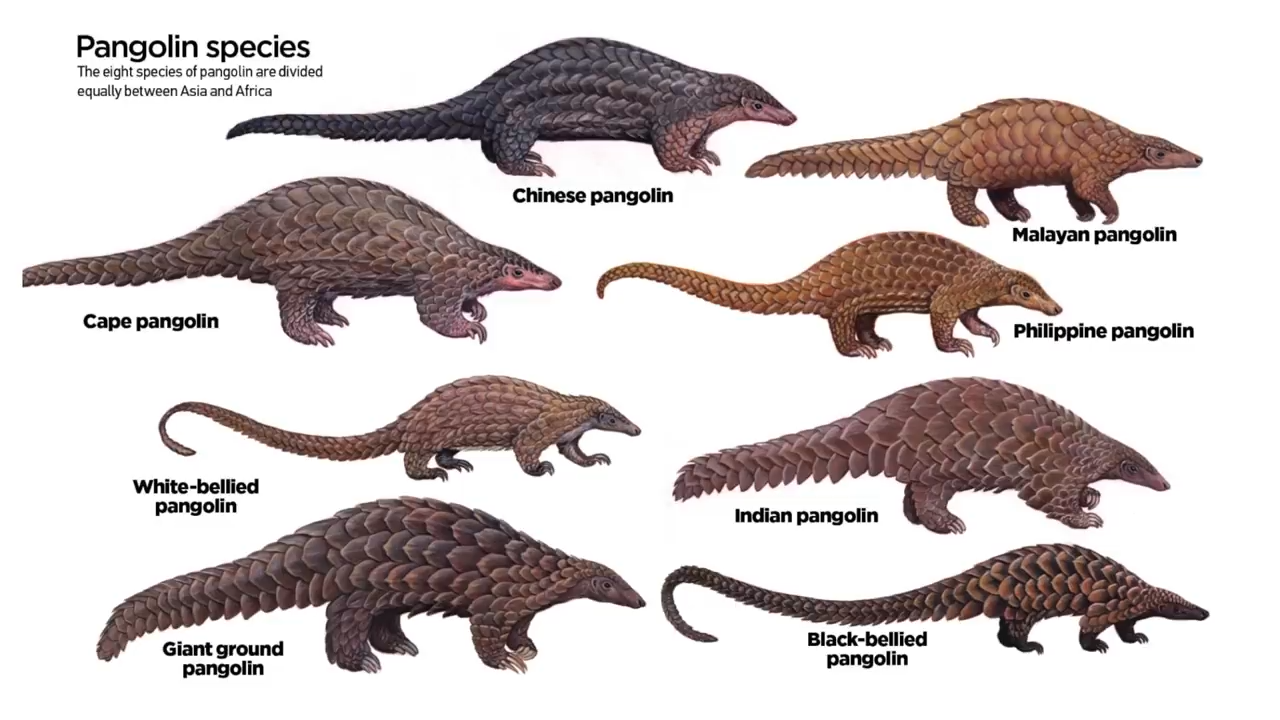 Pangolin species
The eight species of pangolin are divided
equally between Asia and Africa
Chinese pangolin
Malayan pangolin
Cape pangolin
Philippine pangolin
White-bellied
pangolin
Indian pangolin
Giant ground
pangolin
Black-bellied
pangolin